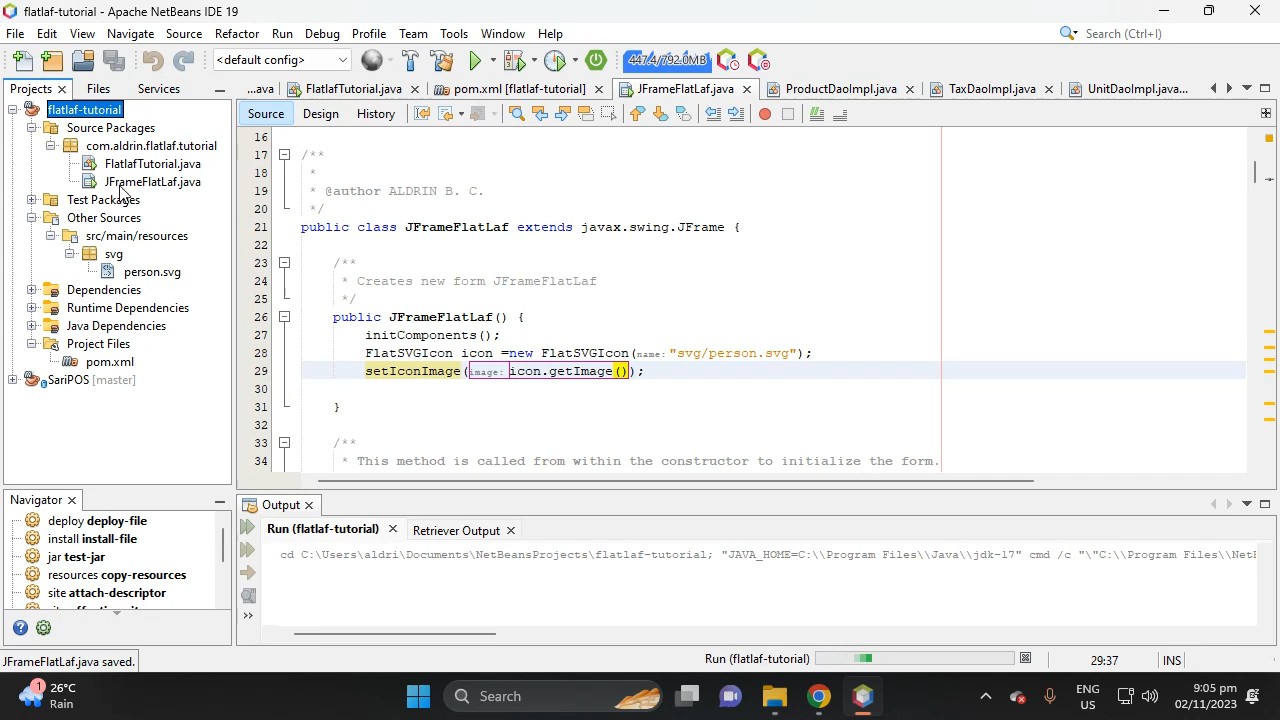 flatlaf-tutorial - Apache NetBeans IDE 19
File Edit View Navigate Source Refactor Run Debug Profile Team Tools Window Help
Search (Ctrl+I)
<default config>
447.4/792.0MB
Projects Files Services
...ava FlatlafTutorial.java pom.xml [flatlaf-tutorial] JFrameFlatLaf.java ProductDaoImpl.java TaxDaoImpl.java UnitDaoImpl.java...
Source Design History
flatlaf-tutorial
Source Packages
com.aldrin.flatlaf.tutorial
FlatlafTutorial.java
JFrameFlatLaf.java
Test Packages
Other Sources
src/main/resources
svg
person.svg
Dependencies
Runtime Dependencies
Java Dependencies
Project Files
pom.xml
SariPOS [master]
16
17 /**
18 *
19 * @author ALDRIN B. C.
20 */
21 public class JFrameFlatLaf extends javax.swing.JFrame {
22
23 /**
24 * Creates new form JFrameFlatLaf
25 */
26 public JFrameFlatLaf() {
27 initComponents();
28 FlatSVGIcon icon =new FlatSVGIcon(name: "svg/person.svg");
29 setIconImage(image: icon.getImage());
30
31 }
32
33 /**
34 * This method is called from within the constructor to initialize the form.
Navigator
deploy deploy-file
install install-file
jar test-jar
resources copy-resources
site attach-descriptor
Output
Run (flatlaf-tutorial) Retriever Output
cd C:\Users\aldri\Documents\NetBeansProjects\flatlaf-tutorial; "JAVA_HOME=C:\\Program Files\\Java\\jdk-17" cmd /c "\"C:\\Program Files\\Net
JFrameFlatLaf.java saved.
Run (flatlaf-tutorial)
29:37
INS
1
26°C
Rain
Search
ENG
US
9:05 pm
02/11/2023